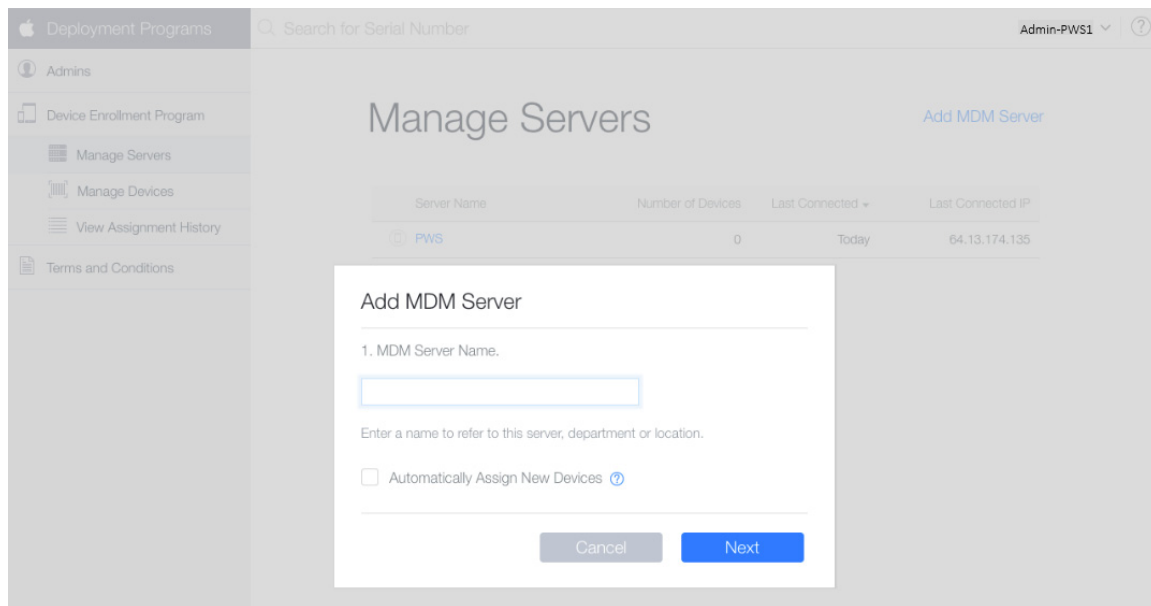 Deployment Programs
Search for Serial Number
Admin-PWS1
Admins
Device Enrollment Program
Manage Servers
Manage Devices
View Assignment History
Terms and Conditions
Manage Servers
Add MDM Server
Server Name Number of Devices Last Connected Last Connected IP
PWS 0 Today 64.13.174.135
Add MDM Server
1. MDM Server Name.
Enter a name to refer to this server, department or location.
Automatically Assign New Devices ?
Cancel Next